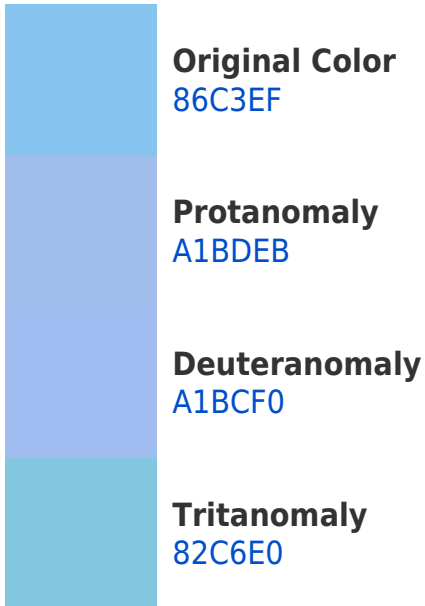 Original Color
86C3EF
Protanomaly
A1BDEB
Deuteranomaly
A1BCF0
Tritanomaly
82C6E0